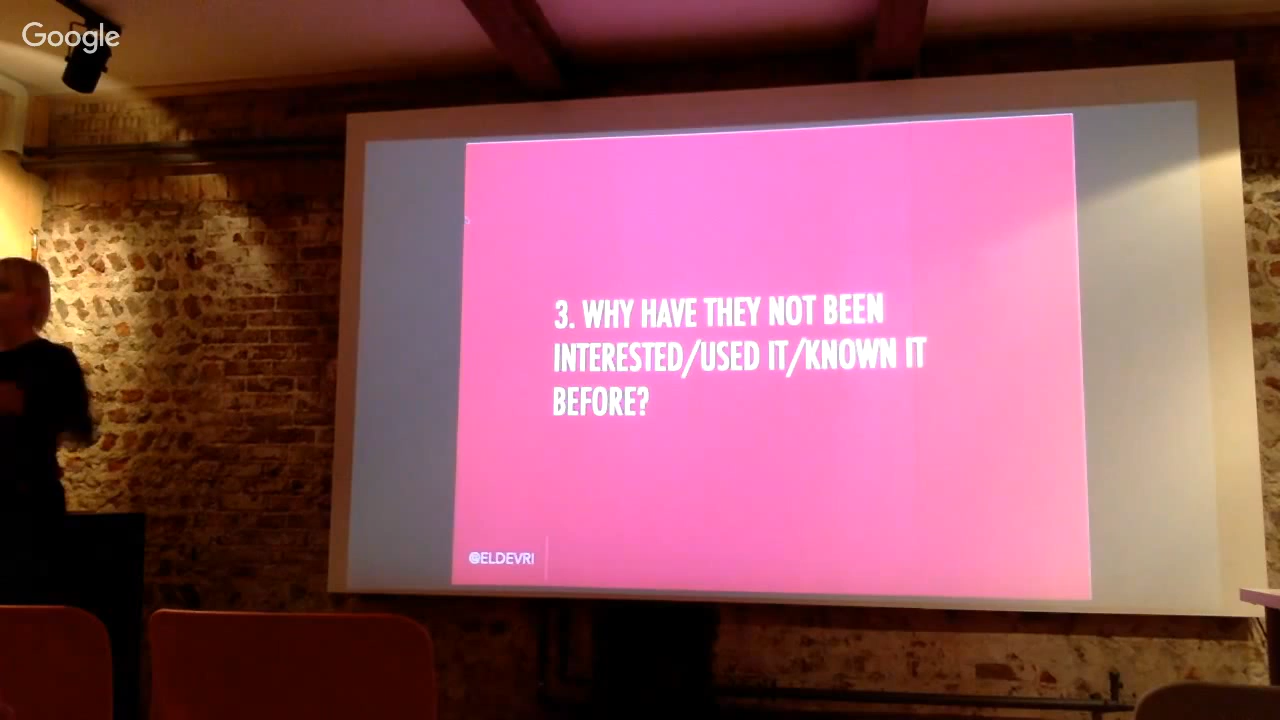 Google
3. WHY HAVE THEY NOT BEEN
INTERESTED/USED IT/KNOWN IT
BEFORE?
@ELDEVRI